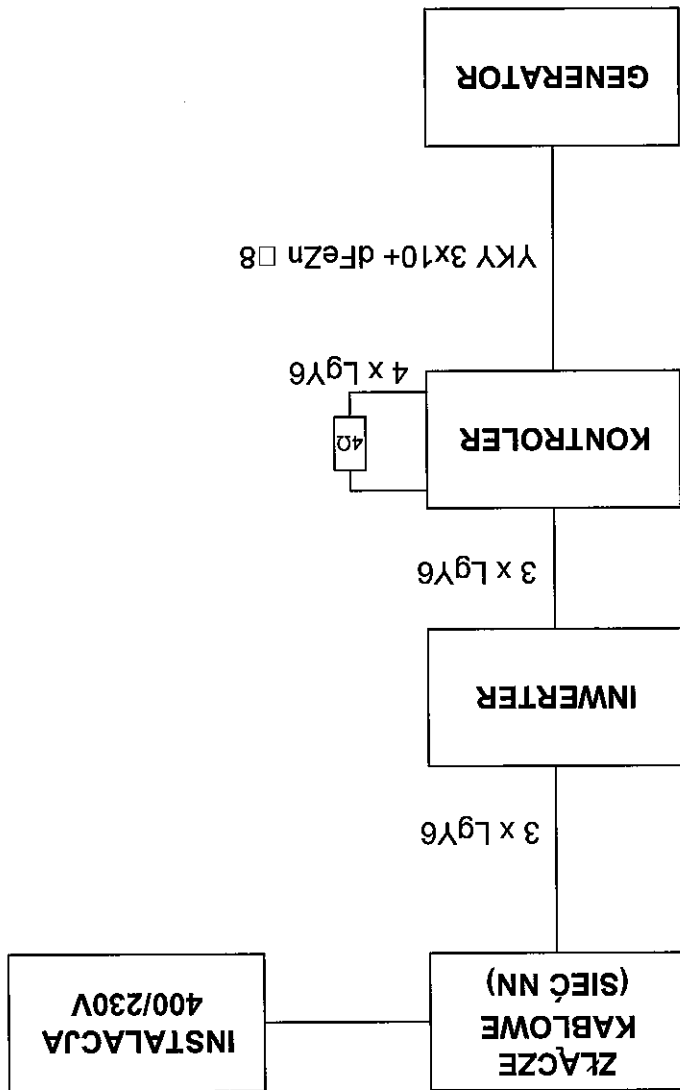 ZŁĄCZE
KABLOWE
(SIEĆ NN)
INSTALACJA
400/230V
3 x LgY6
INWERTER
3 x LgY6
KONTROLER
4Ω
4 x LgY6
YKY 3x10+ dFeZn □8
GENERATOR